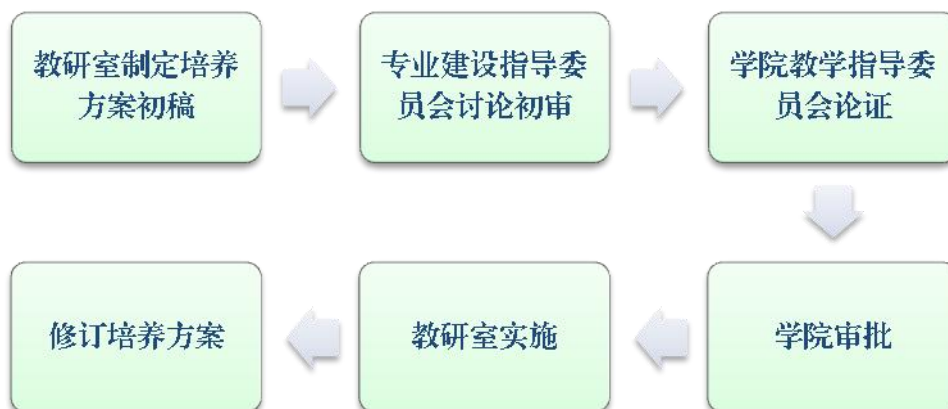 教研室制定培养
方案初稿
专业建设指导委
员会讨论初审
学院教学指导委
员会论证
学院审批
教研室实施
修订培养方案